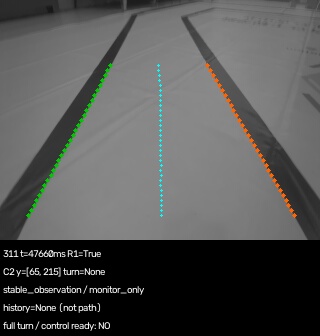 311 t=47660ms R1=True
C2 y=[65, 215] turn=None
stable_observation / monitor_only
history=None (not path)
full turn / control ready: NO